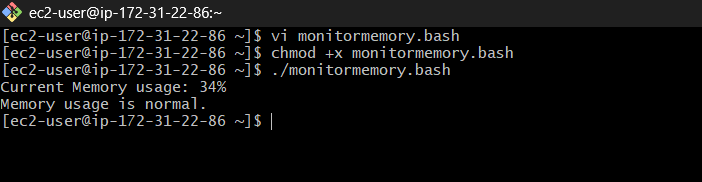 ec2-user@ip-172-31-22-86:~
[ec2-user@ip-172-31-22-86 ~]$ vi monitormemory.bash
[ec2-user@ip-172-31-22-86 ~]$ chmod +x monitormemory.bash
[ec2-user@ip-172-31-22-86 ~]$ ./monitormemory.bash
Current Memory usage: 34%
Memory usage is normal.
[ec2-user@ip-172-31-22-86 ~]$